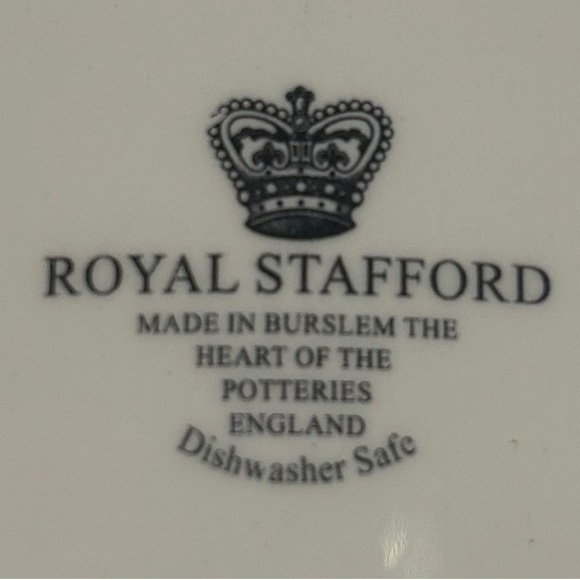 ROYAL STAFFORD
MADE IN BURSLEM THE
HEART OF THE
POTTERIES
ENGLAND
Dishwasher Safe